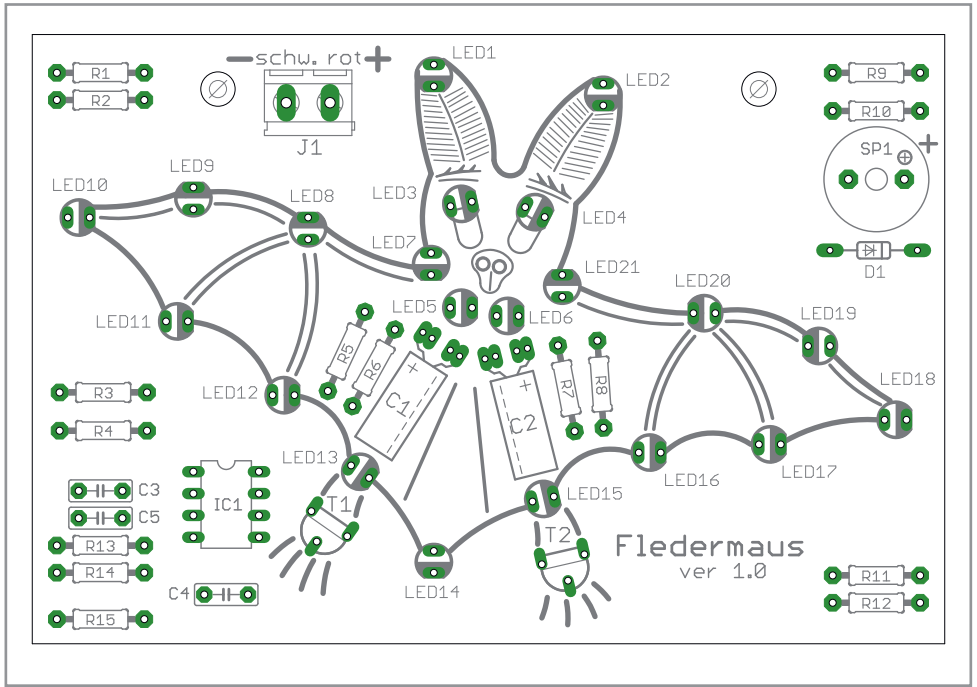 − schw. rot +
LED1
R1
R9
LED2
R2
R10
J1
SP1 +
LED9
LED10
LED3
LED8
LED4
LED7
D1
LED21
LED20
LED5
LED6
LED19
LED11
R5
R6
LED18
R7
R8
R3
LED12
C1
C2
R4
LED13
LED17
LED16
C3
LED15
IC1
T1
C5
T2
R13
Fledermaus
R14
ver 1.0
R11
C4
LED14
R12
R15